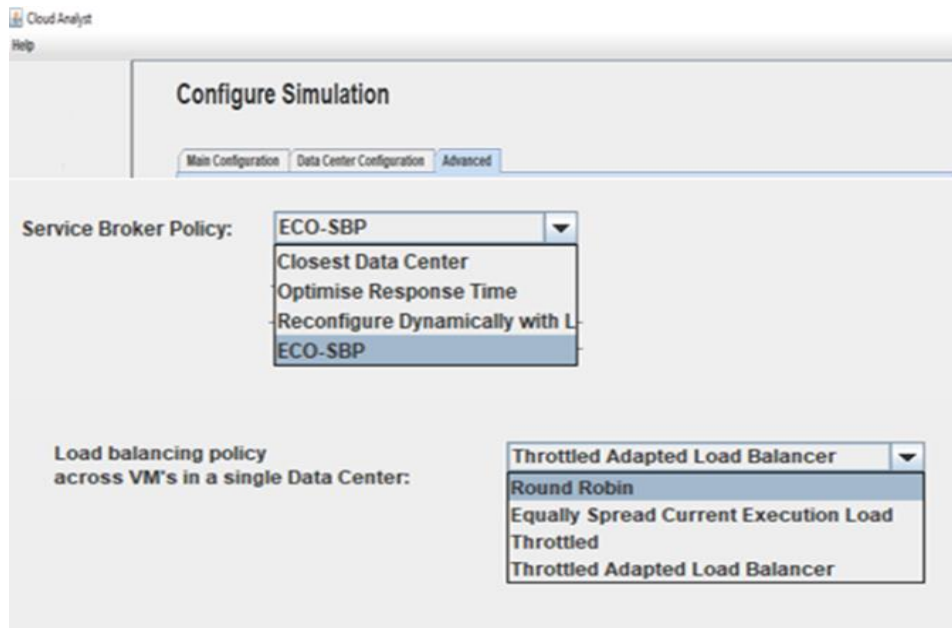 Cloud Analyst
Help
Configure Simulation
Main Configuration Data Center Configuration Advanced
Service Broker Policy: ECO-SBP
Closest Data Center
Optimise Response Time
Reconfigure Dynamically with L
ECO-SBP
Load balancing policy
across VM's in a single Data Center:
Throttled Adapted Load Balancer
Round Robin
Equally Spread Current Execution Load
Throttled
Throttled Adapted Load Balancer